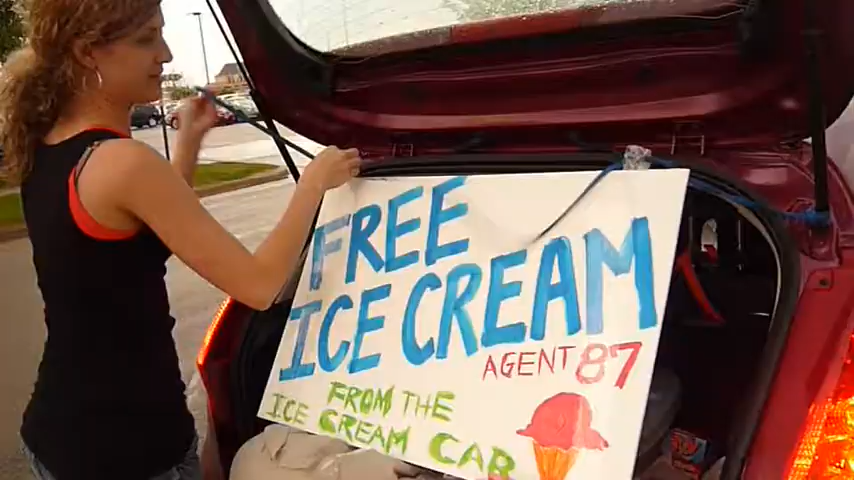 FREE
ICE CREAM
AGENT 87
FROM THE
ICE CREAM CAR